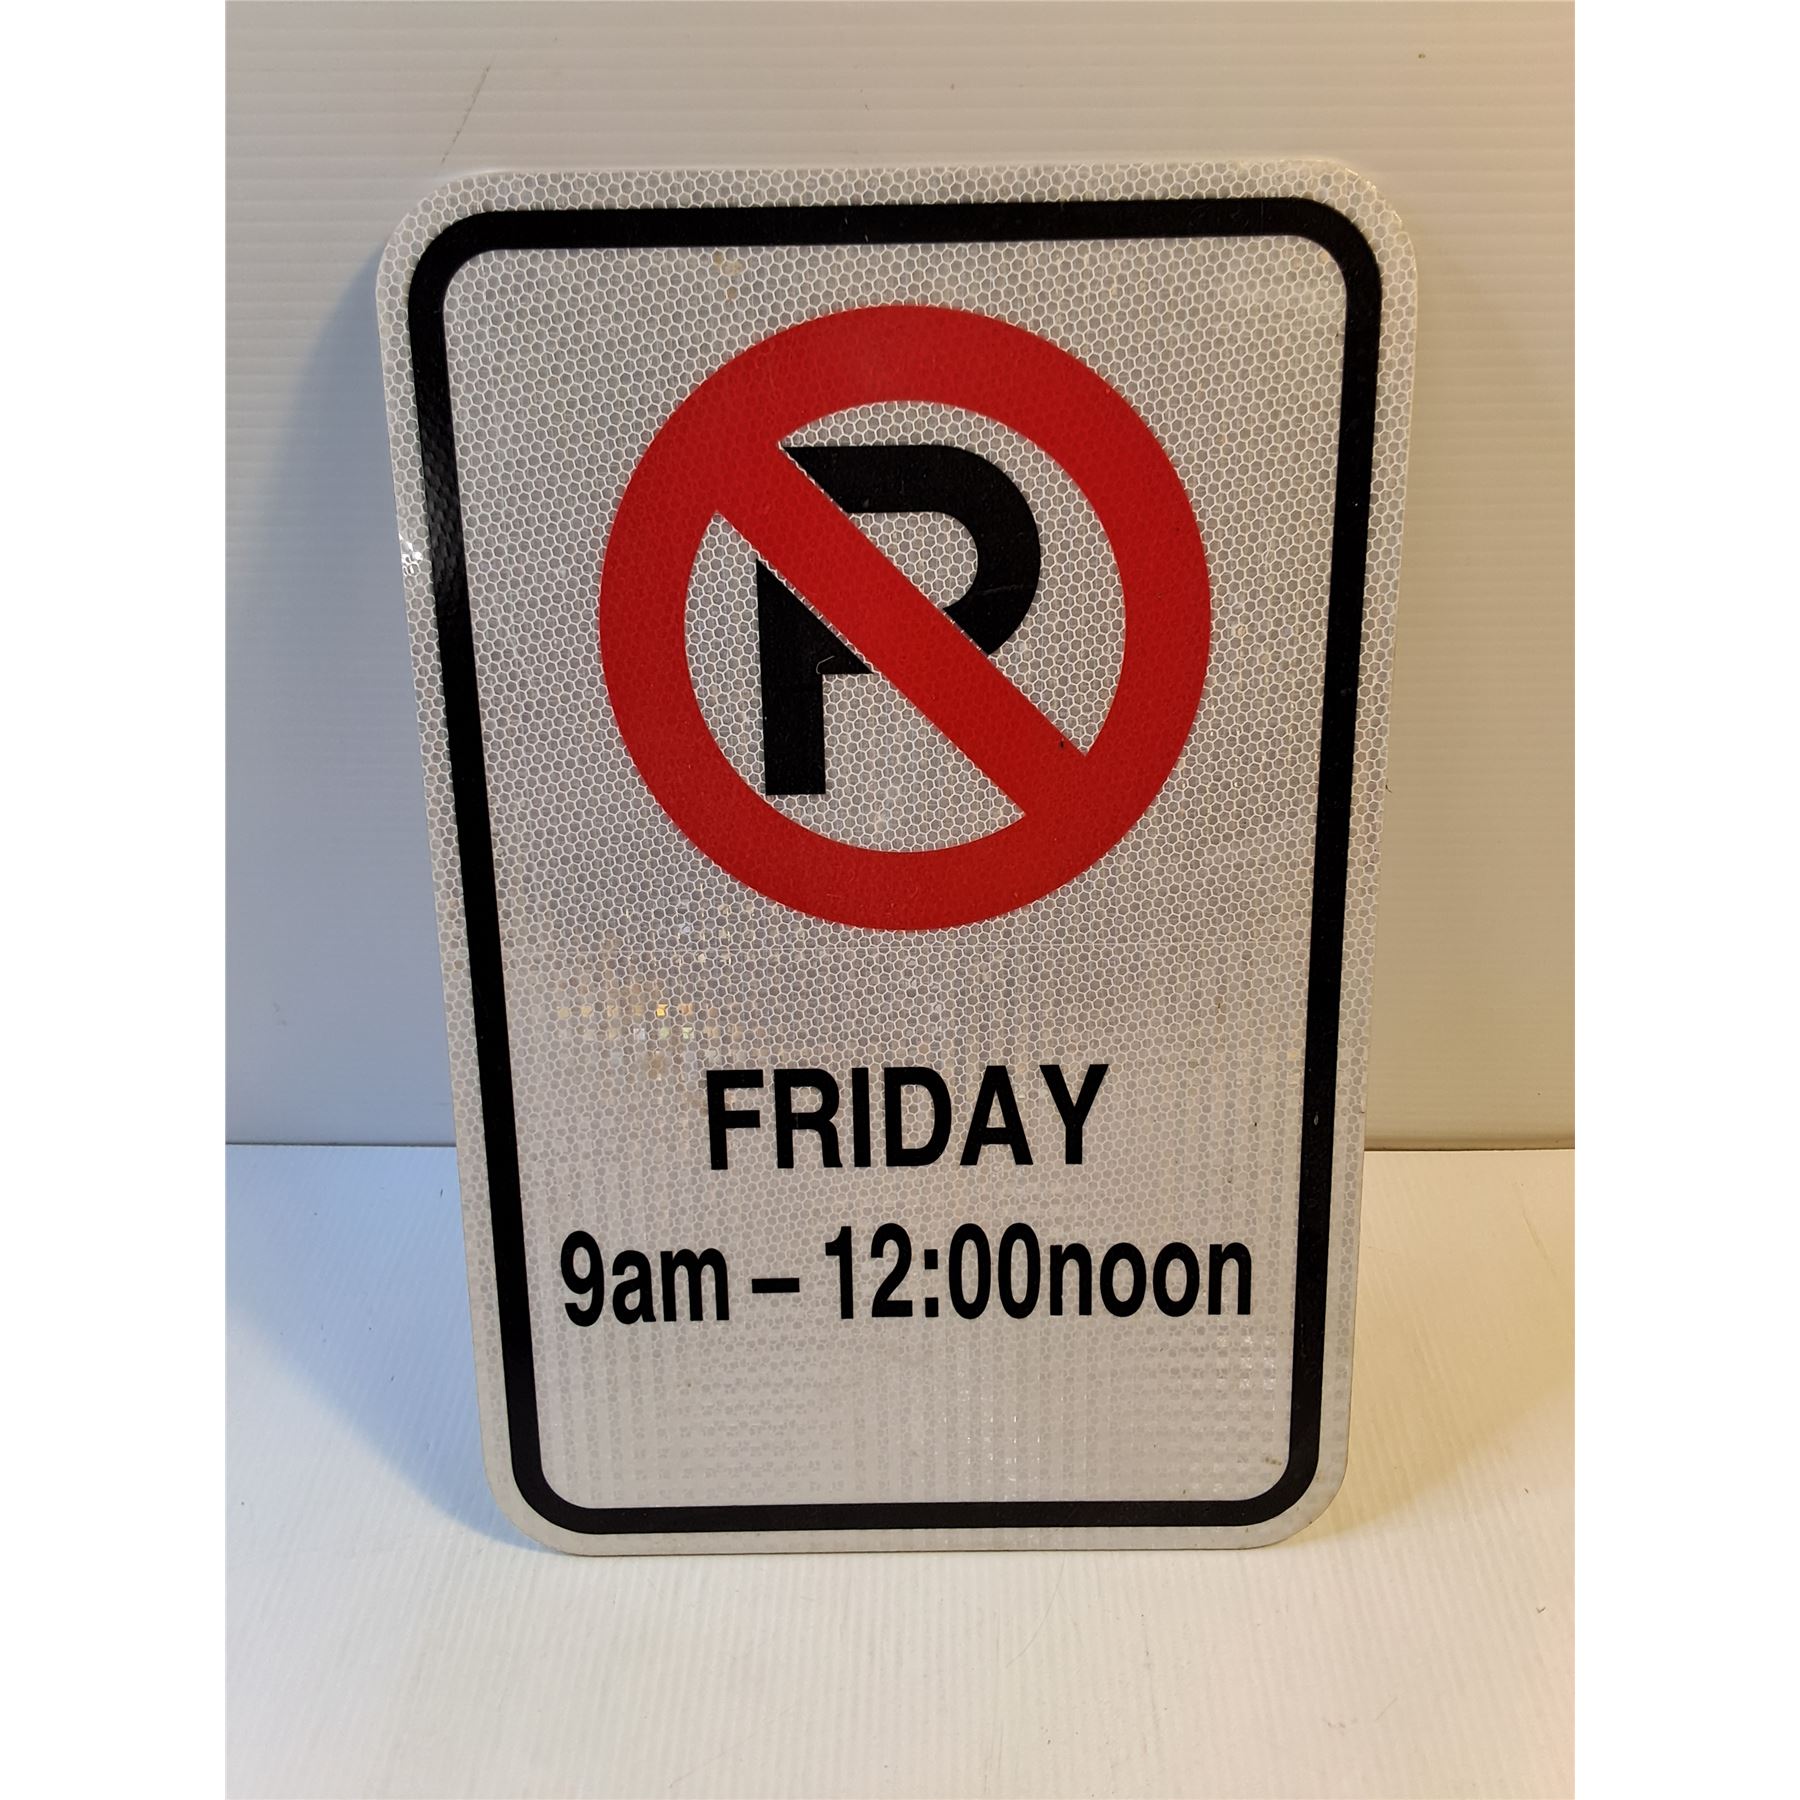 P
FRIDAY
9am – 12:00noon